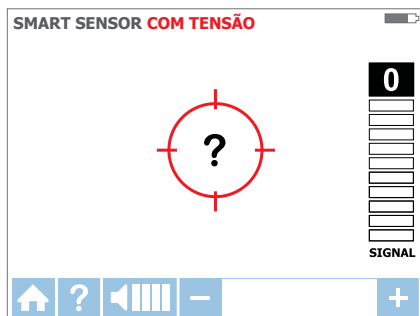 SMART SENSOR COM TENSÃO
0
?
SIGNAL
? − +